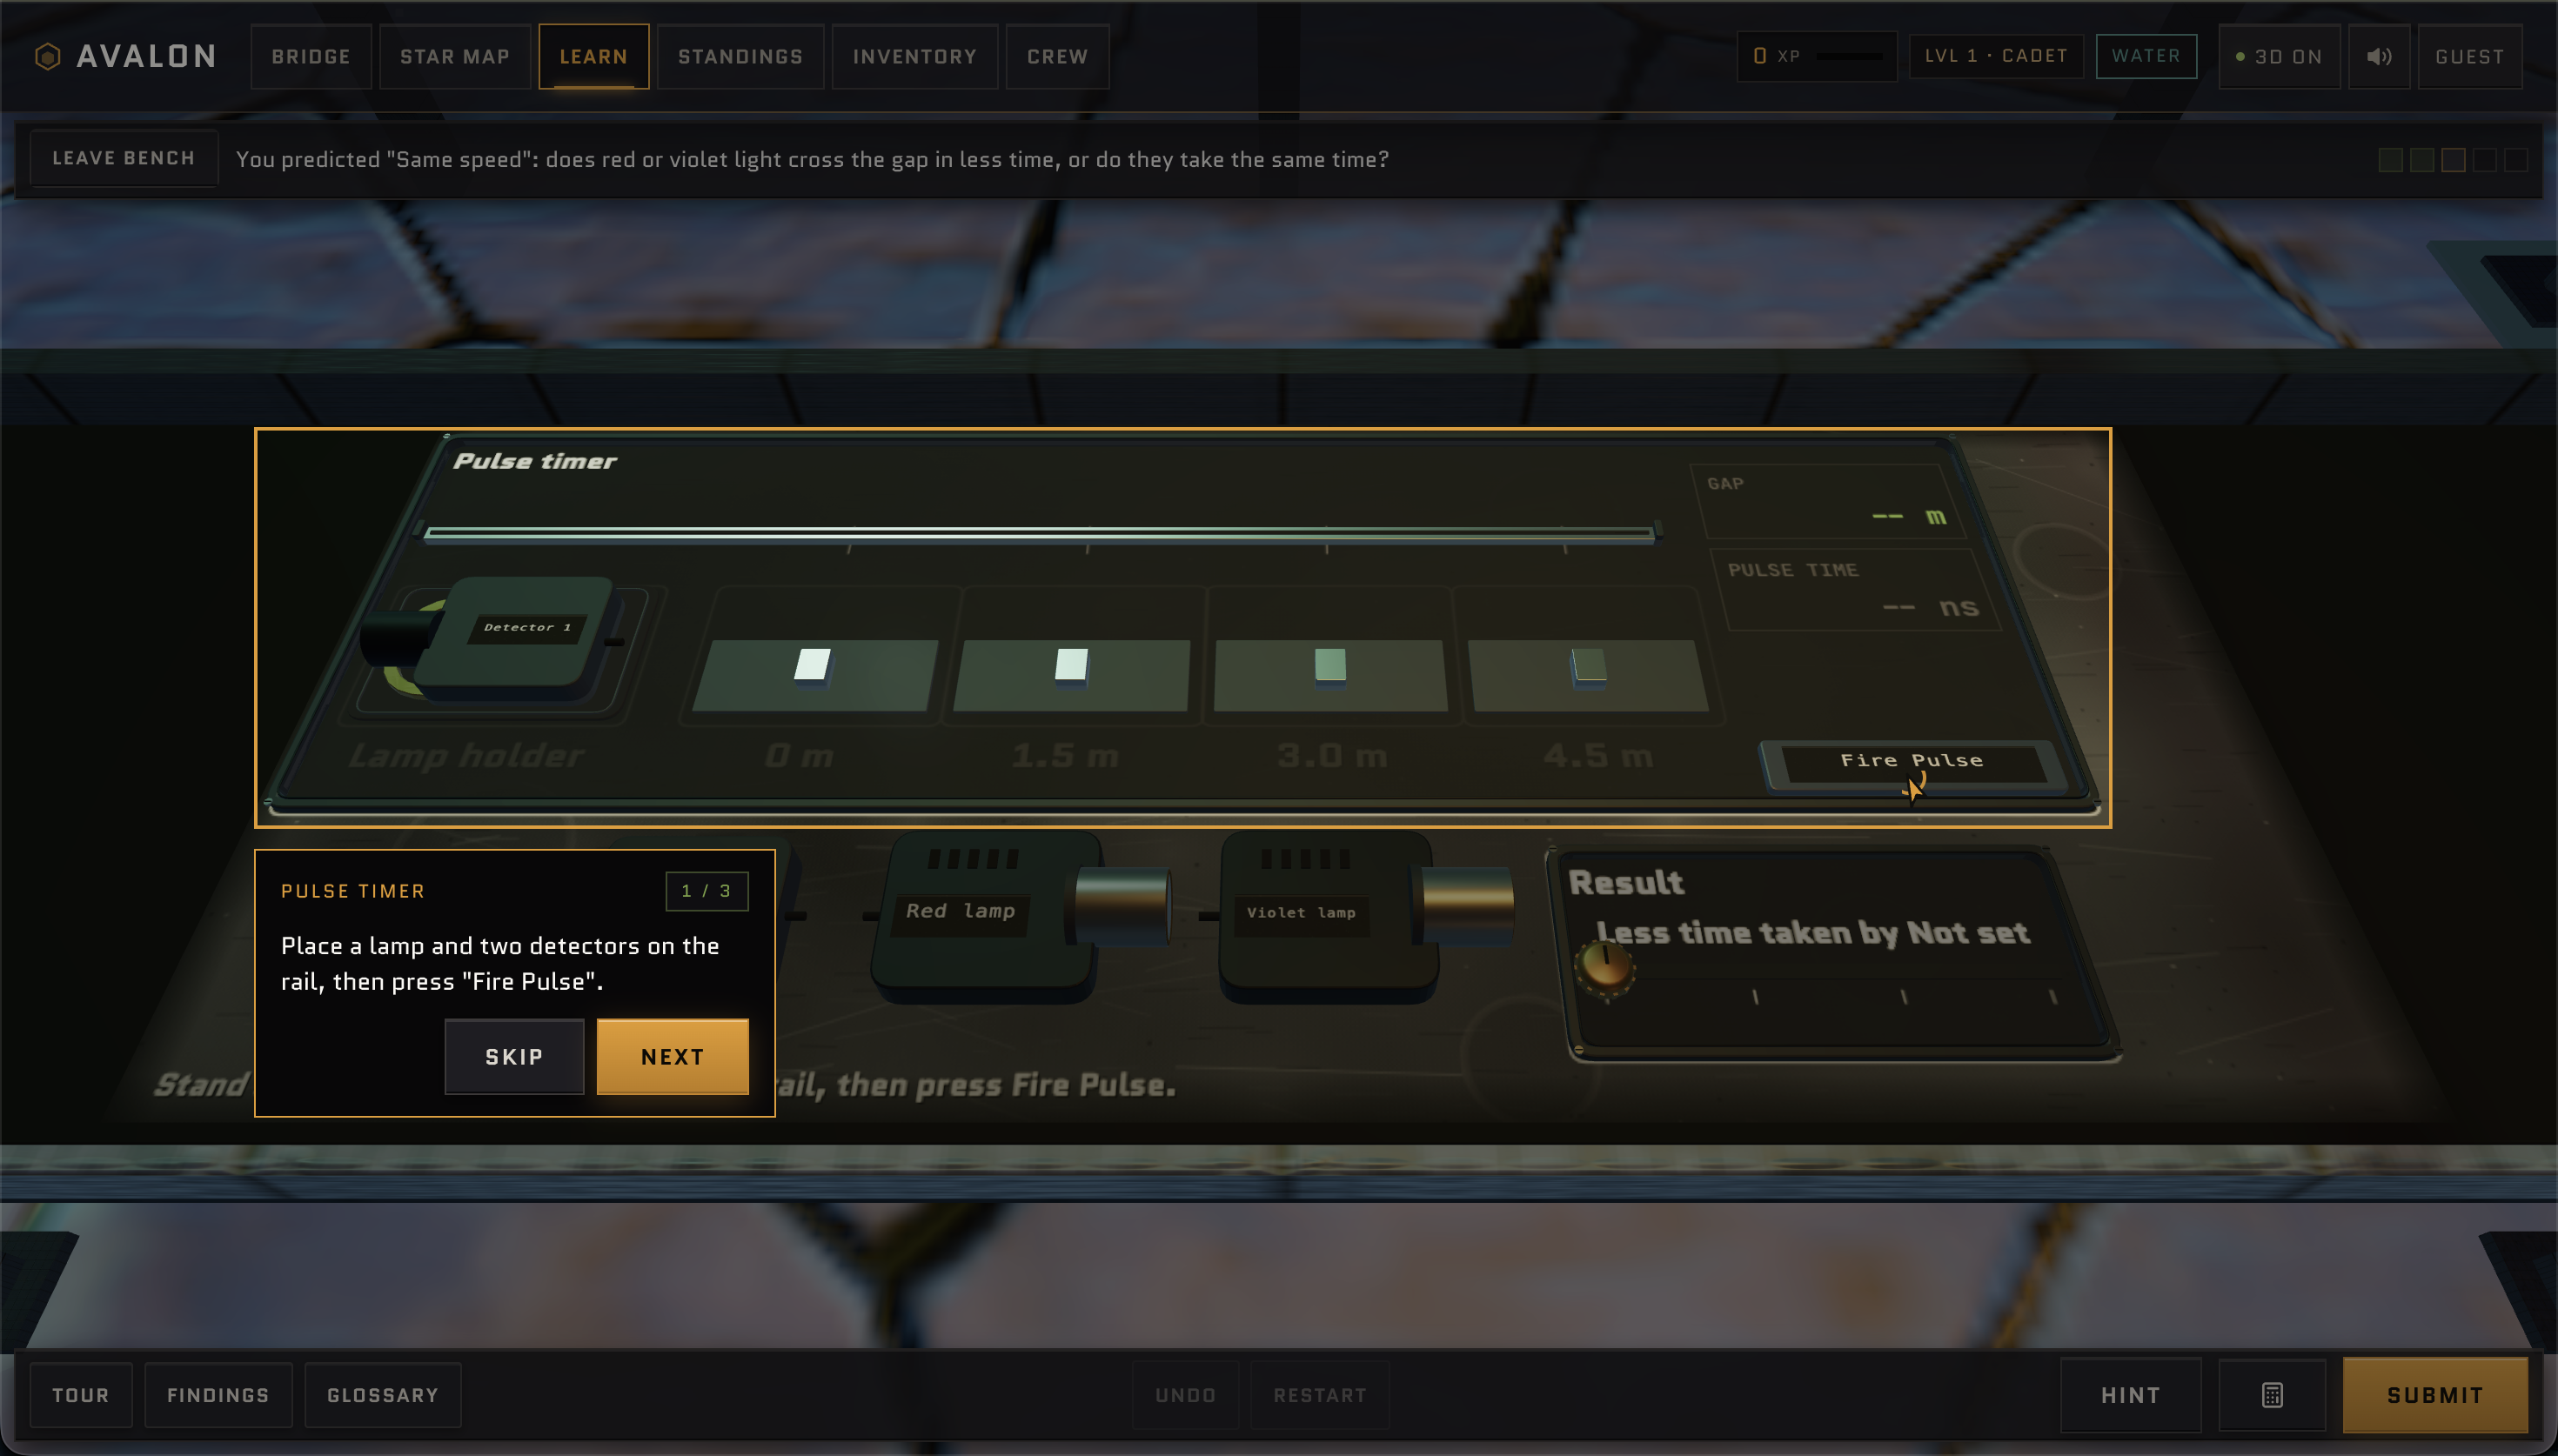 AVALON
BRIDGE
STAR MAP
LEARN
STANDINGS
INVENTORY
CREW
0 XP
LVL 1 · CADET
WATER
3D ON
GUEST
LEAVE BENCH
You predicted "Same speed": does red or violet light cross the gap in less time, or do they take the same time?
Pulse timer
GAP
-- m
PULSE TIME
-- ns
Detector 1
Lamp holder
0 m
1.5 m
3.0 m
4.5 m
Fire Pulse
PULSE TIMER
1 / 3
Place a lamp and two detectors on the
rail, then press "Fire Pulse".
SKIP
NEXT
Red lamp
Violet lamp
Result
Less time taken by Not set
Stand
ail, then press Fire Pulse.
TOUR
FINDINGS
GLOSSARY
UNDO
RESTART
HINT
SUBMIT